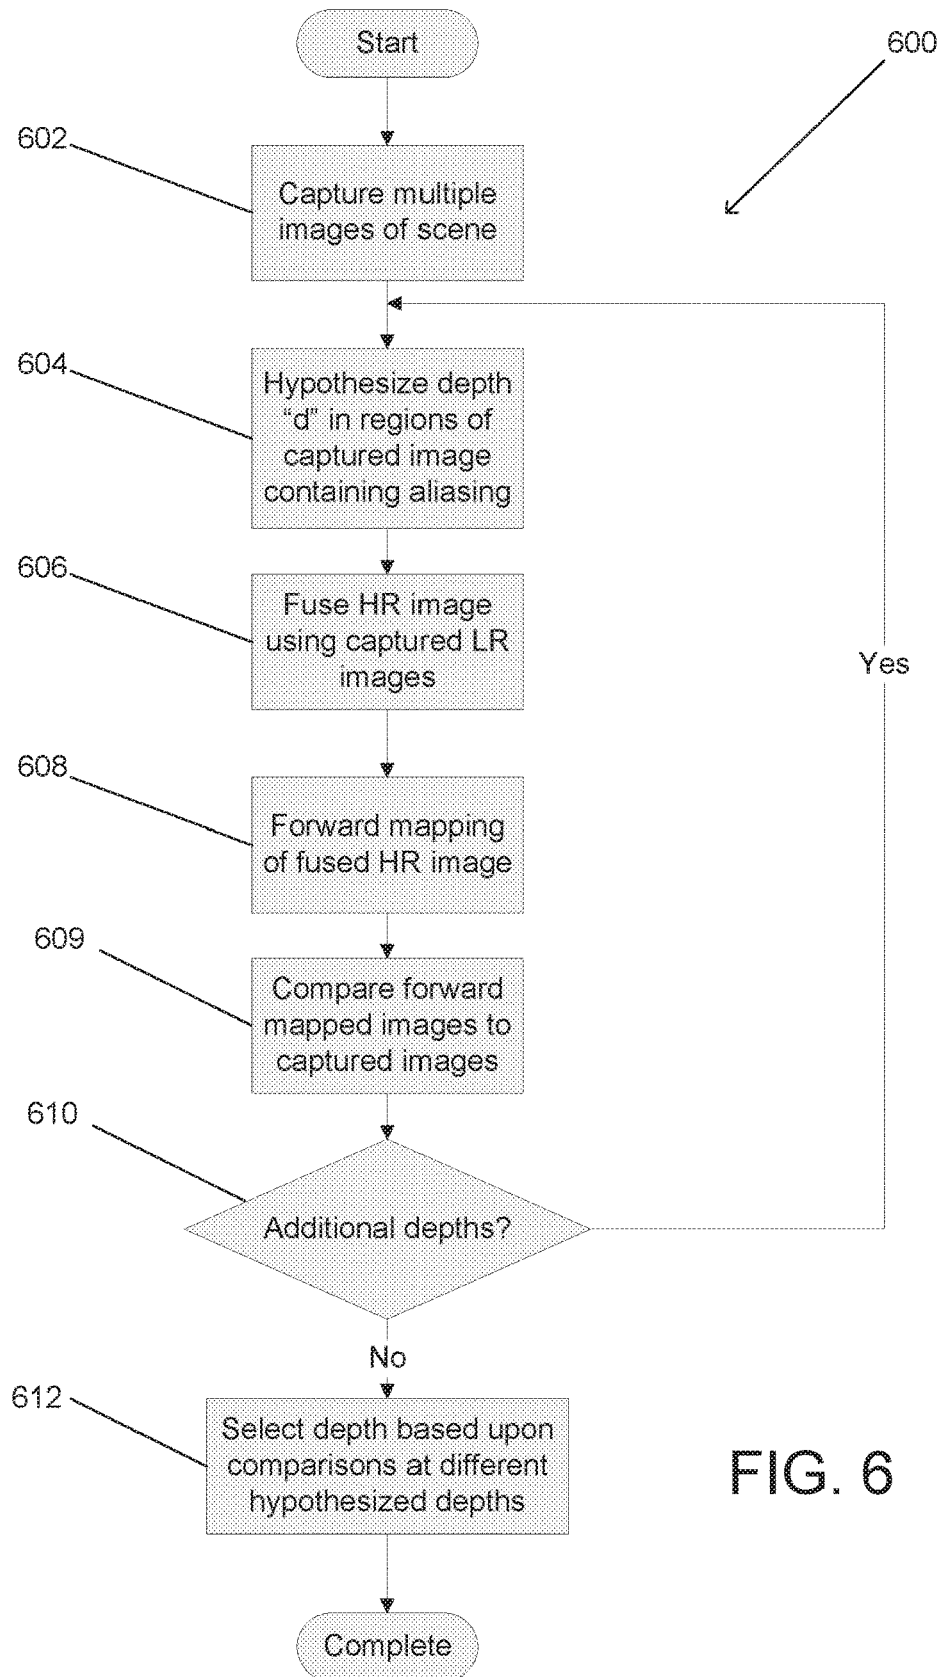 Start
600
602
Capture multiple
images of scene
604
Hypothesize depth
"d" in regions of
captured image
containing aliasing
606
Fuse HR image
using captured LR
images
Yes
608
Forward mapping
of fused HR image
609
Compare forward
mapped images to
captured images
610
Additional depths?
No
612
Select depth based upon
comparisons at different
hypothesized depths
FIG. 6
Complete